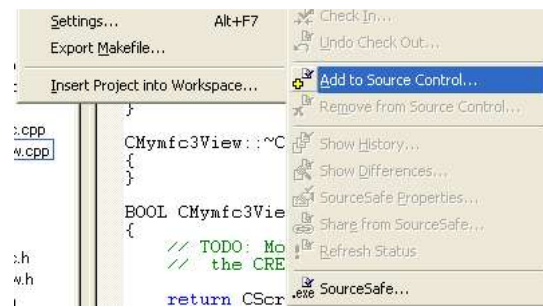 Settings... Alt+F7
Export Makefile...
Insert Project into Workspace...
Check In...
Undo Check Out...
Add to Source Control...
Remove from Source Control...
Show History...
Show Differences...
SourceSafe Properties...
Share from SourceSafe...
Refresh Status
SourceSafe...
.cpp
w.cpp
.h
w.h
}
CMymfc3View::~C
{
}
BOOL CMymfc3Vie
{
// TODO: Mo
// the CRE
return CScr